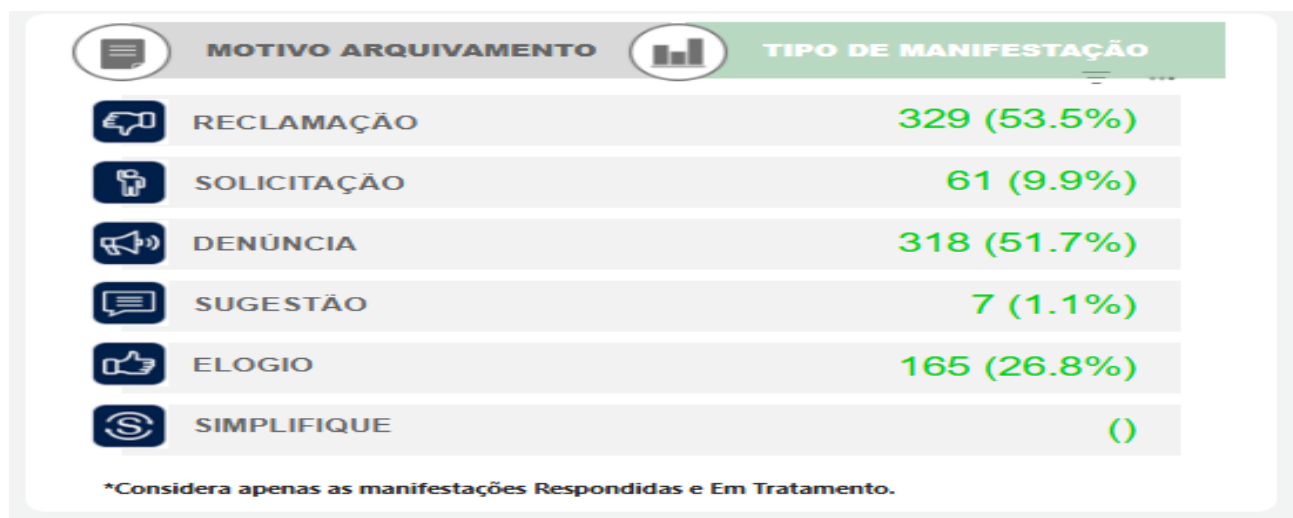 MOTIVO ARQUIVAMENTO TIPO DE MANIFESTAÇÃO
RECLAMAÇÃO 329 (53.5%)
SOLICITAÇÃO 61 (9.9%)
DENÚNCIA 318 (51.7%)
SUGESTÃO 7 (1.1%)
ELOGIO 165 (26.8%)
SIMPLIFIQUE ()
*Considera apenas as manifestações Respondidas e Em Tratamento.